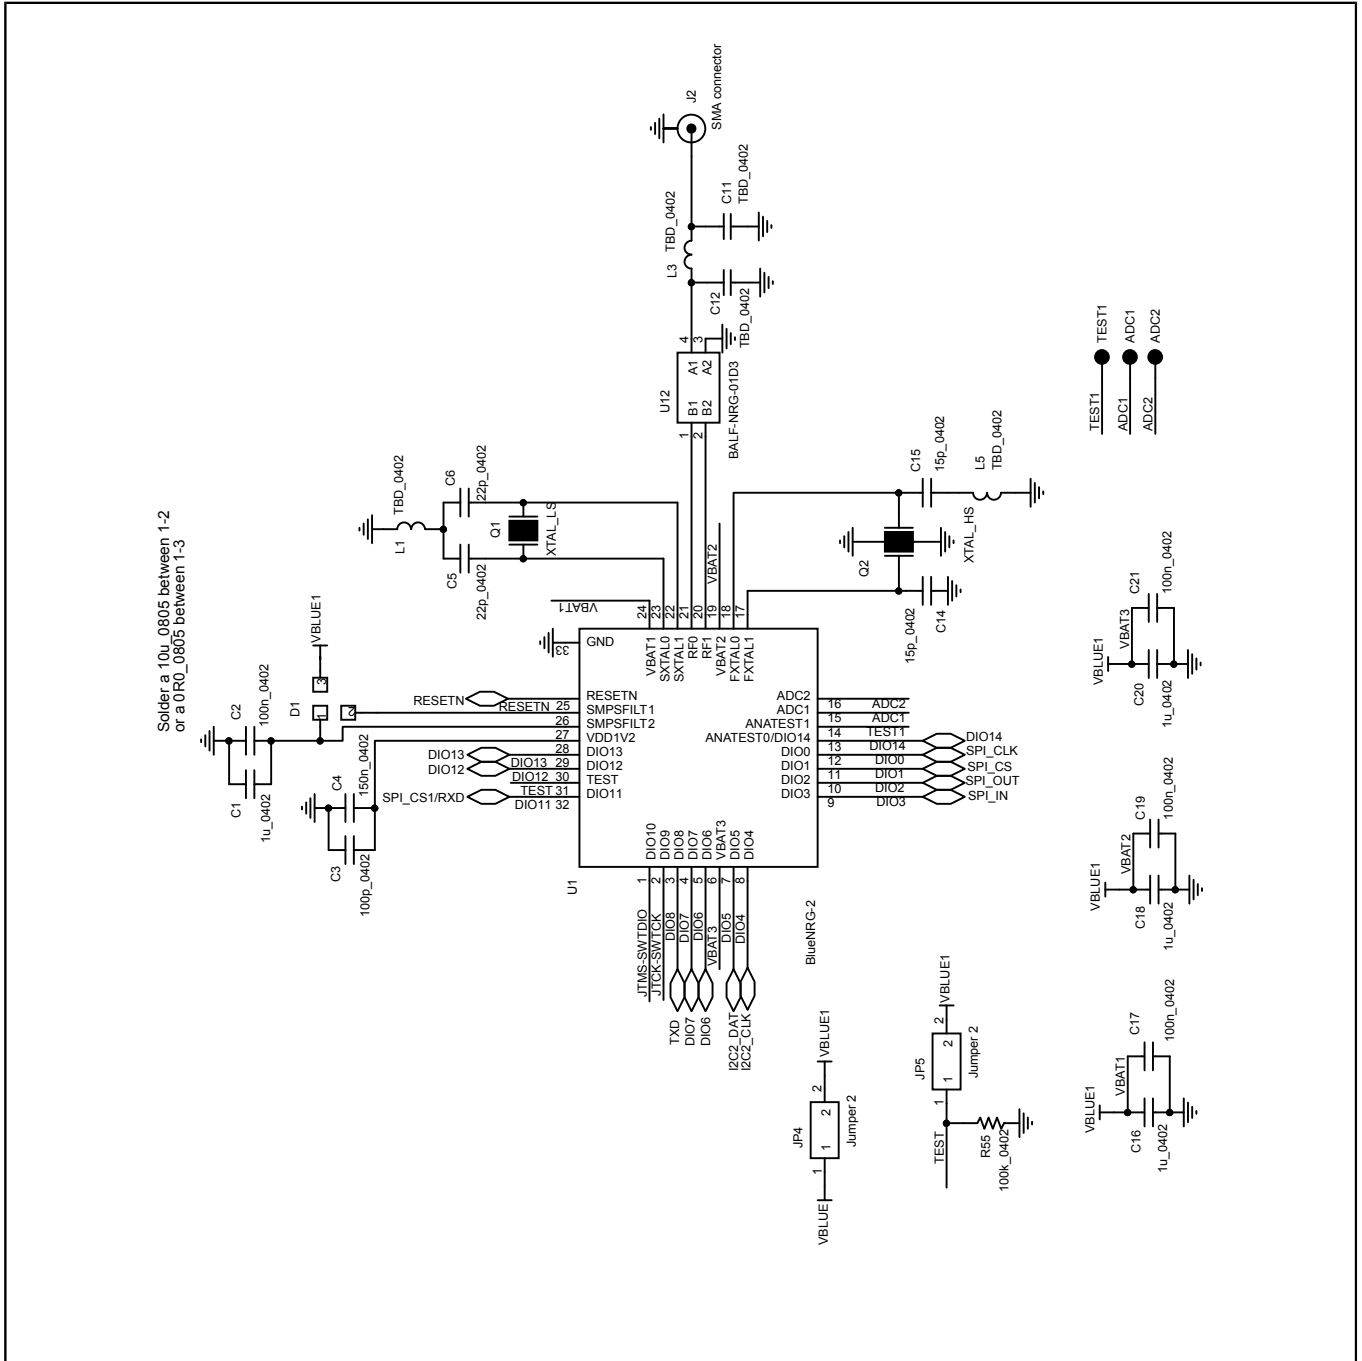 J2
SMA connector
C11
TBD_0402
TBD_0402
L3
C12
TBD_0402
4
3
A1
A2
U12
B1
B2
1
2
BALF-NRG-01D3
TEST1
ADC1
ADC2
TEST1
ADC1
ADC2
TBD_0402
L1
C6
22p_0402
Q1
XTAL_LS
C5
22p_0402
C15
15p_0402
L5
TBD_0402
XTAL_HS
Q2
15p_0402
C14
Solder a 10u_0805 between 1-2
or a 0R0_0805 between 1-3
VBLUE1
3
D1
1
2
C2
100n_0402
C1
1u_0402
C4
150n_0402
C3
100p_0402
VBAT1
VBAT2
24
23
22
21
20
19
18
17
33
GND
VBAT1
SXTAL0
SXTAL1
RF0
RF1
VBAT2
FXTAL0
FXTAL1
RESETN
RESETN 25
26
27
28
DIO13
DIO13 29
DIO12
DIO12 30
TEST 31
SPI_CS1/RXD
DIO11 32
RESETN
SMPSFILT1
SMPSFILT2
VDD1V2
DIO13
DIO12
TEST
DIO11
ADC2
ADC1
ANATEST1
ANATEST0/DIO14
DIO0
DIO1
DIO2
DIO3
16 ADC2
15 ADC1
14 TEST1
13 DIO14
12 DIO0
11 DIO1
10 DIO2
9 DIO3
DIO14
SPI_CLK
SPI_CS
SPI_OUT
SPI_IN
DIO10
DIO9
DIO8
DIO7
DIO6
VBAT3
DIO5
DIO4
U1
BlueNRG-2
1
2
3
4
5
6
7
8
JTMS-SWTDIO
JTCK-SWTCK
DIO8
DIO7
DIO6
VBAT3
DIO5
DIO4
TXD
DIO7
DIO6
I2C2_DAT
I2C2_CLK
VBLUE1
VBAT3
C21
100n_0402
C20
1u_0402
VBLUE1
VBAT2
C19
100n_0402
C18
1u_0402
VBLUE1
VBAT1
C17
100n_0402
C16
1u_0402
VBLUE1
2
2
JP4
1
Jumper 2
1
VBLUE
VBLUE1
2
2
JP5
1
Jumper 2
1
TEST
R55
100k_0402